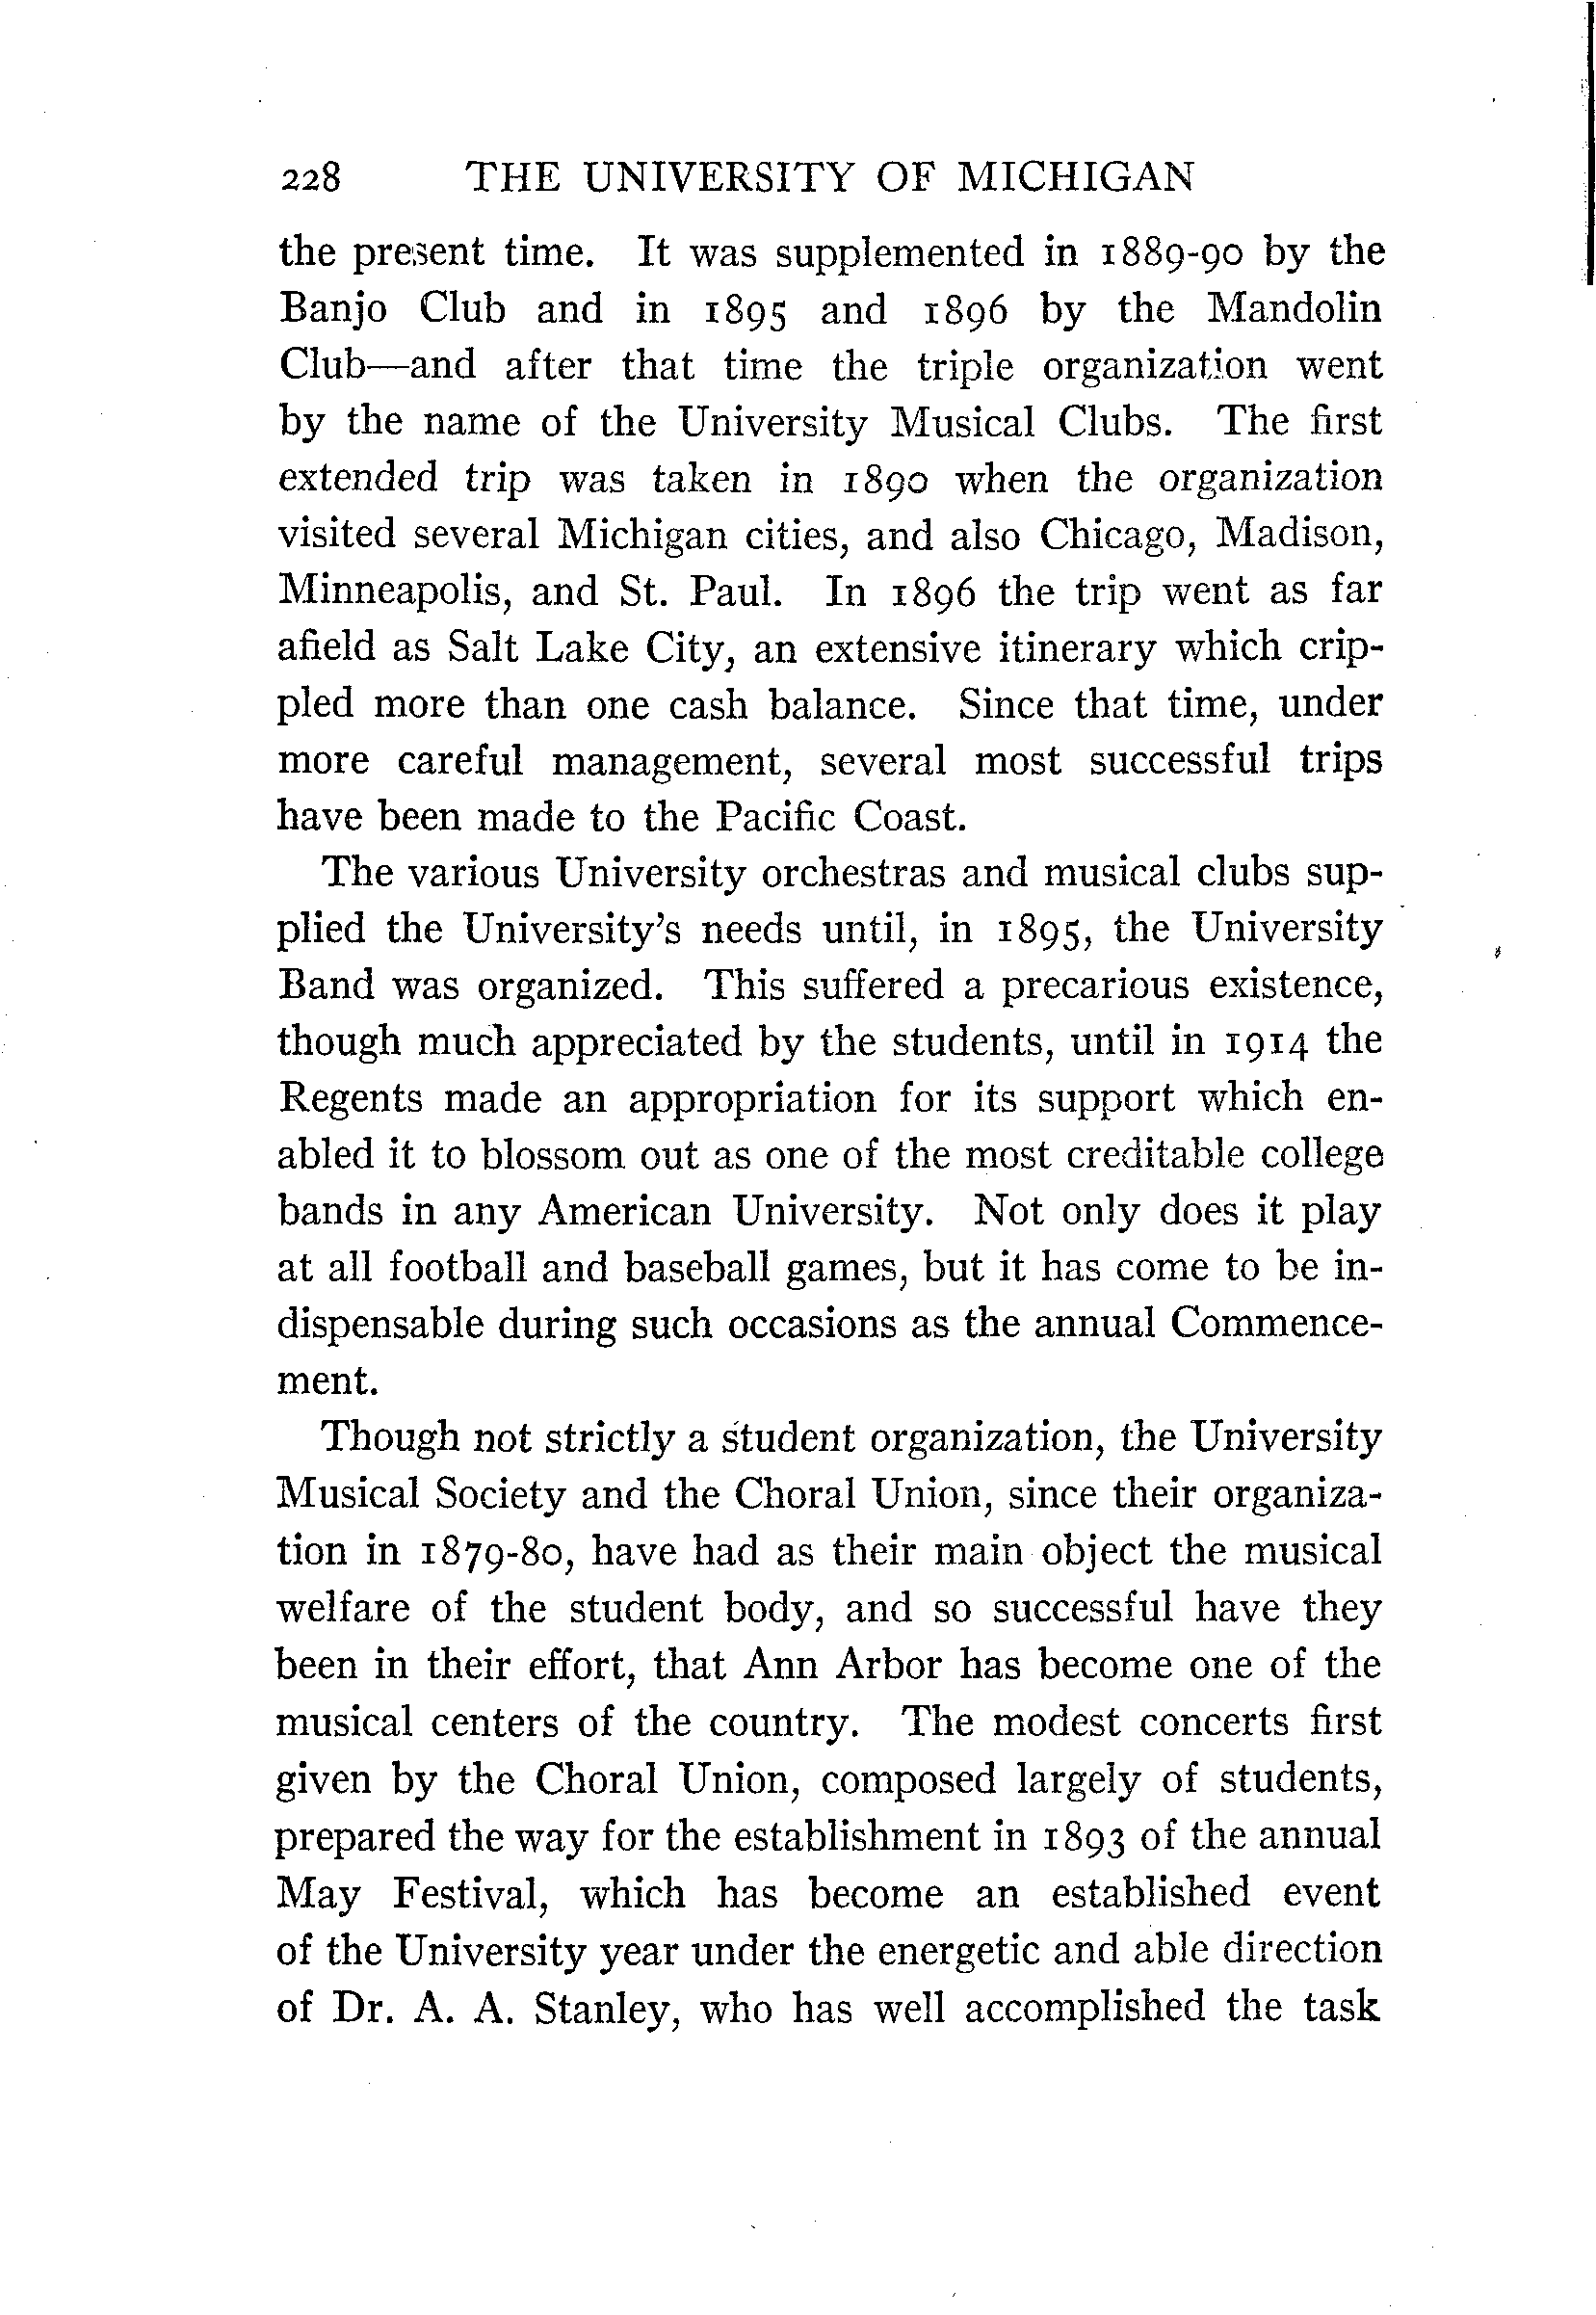 228 THE UNIVERSITY OF MICHIGAN
the present time. It was supplemented in 1889-90 by the
Banjo Club and in 1895 and 1896 by the Mandolin
Club—and after that time the triple organization went
by the name of the University Musical Clubs. The first
extended trip was taken in 1890 when the organization
visited several Michigan cities, and also Chicago, Madison,
Minneapolis, and St. Paul. In 1896 the trip went as far
afield as Salt Lake City, an extensive itinerary which crip-
pled more than one cash balance. Since that time, under
more careful management, several most successful trips
have been made to the Pacific Coast.
The various University orchestras and musical clubs sup-
plied the University's needs until, in 1895, the University
Band was organized. This suffered a precarious existence,
though much appreciated by the students, until in 1914 the
Regents made an appropriation for its support which en-
abled it to blossom out as one of the most creditable college
bands in any American University. Not only does it play
at all football and baseball games, but it has come to be in-
dispensable during such occasions as the annual Commence-
ment.
Though not strictly a student organization, the University
Musical Society and the Choral Union, since their organiza-
tion in 1879-80, have had as their main object the musical
welfare of the student body, and so successful have they
been in their effort, that Ann Arbor has become one of the
musical centers of the country. The modest concerts first
given by the Choral Union, composed largely of students,
prepared the way for the establishment in 1893 of the annual
May Festival, which has become an established event
of the University year under the energetic and able direction
of Dr. A. A. Stanley, who has well accomplished the task